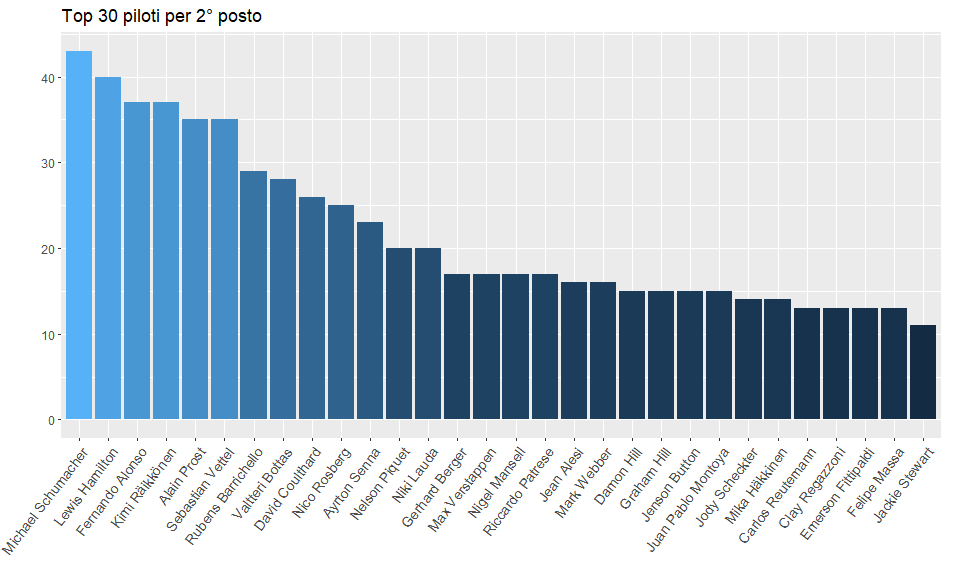 Top 30 piloti per 2° posto
40
30
20
10
0
Michael Schumacher
Lewis Hamilton
Fernando Alonso
Kimi Räikkönen
Alain Prost
Sebastian Vettel
Rubens Barrichello
Valtteri Bottas
David Coulthard
Nico Rosberg
Ayrton Senna
Nelson Piquet
Niki Lauda
Gerhard Berger
Max Verstappen
Nigel Mansell
Riccardo Patrese
Jean Alesi
Mark Webber
Damon Hill
Graham Hill
Jenson Button
Juan Pablo Montoya
Jody Scheckter
Mika Häkkinen
Carlos Reutemann
Clay Regazzoni
Emerson Fittipaldi
Felipe Massa
Jackie Stewart